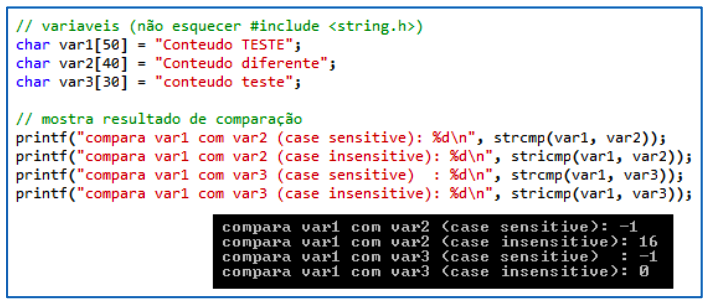 // variaveis (não esquecer #include <string.h>)
char var1[50] = "Conteudo TESTE";
char var2[40] = "Conteudo diferente";
char var3[30] = "conteudo teste";
// mostra resultado de comparação
printf("compara var1 com var2 (case sensitive): %d\n", strcmp(var1, var2));
printf("compara var1 com var2 (case insensitive): %d\n", stricmp(var1, var2));
printf("compara var1 com var3 (case sensitive)  : %d\n", strcmp(var1, var3));
printf("compara var1 com var3 (case insensitive): %d\n", stricmp(var1, var3));
compara var1 com var2 (case sensitive): -1
compara var1 com var2 (case insensitive): 16
compara var1 com var3 (case sensitive)  : -1
compara var1 com var3 (case insensitive): 0